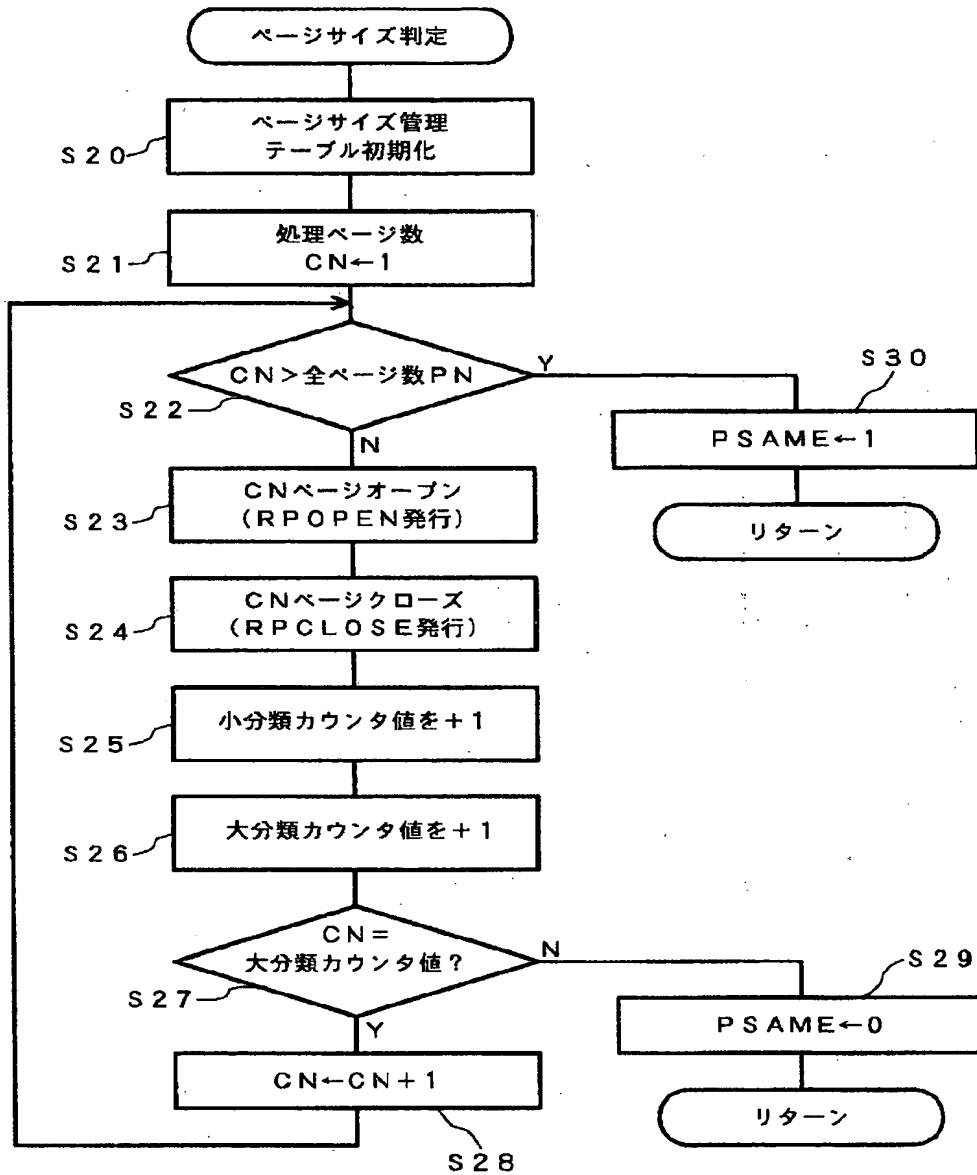 ページサイズ判定
ページサイズ管理
テーブル初期化
S20
処理ページ数
CN←1
S21
CN>全ページ数PN
Y
S22
N
S30
PSAME←1
リターン
CNページオープン
(RPOPEN発行)
S23
CNページクローズ
(RPCLOSE発行)
S24
小分類カウンタ値を+1
S25
大分類カウンタ値を+1
S26
CN=
大分類カウンタ値?
N
S27
Y
S29
PSAME←0
リターン
CN←CN+1
S28